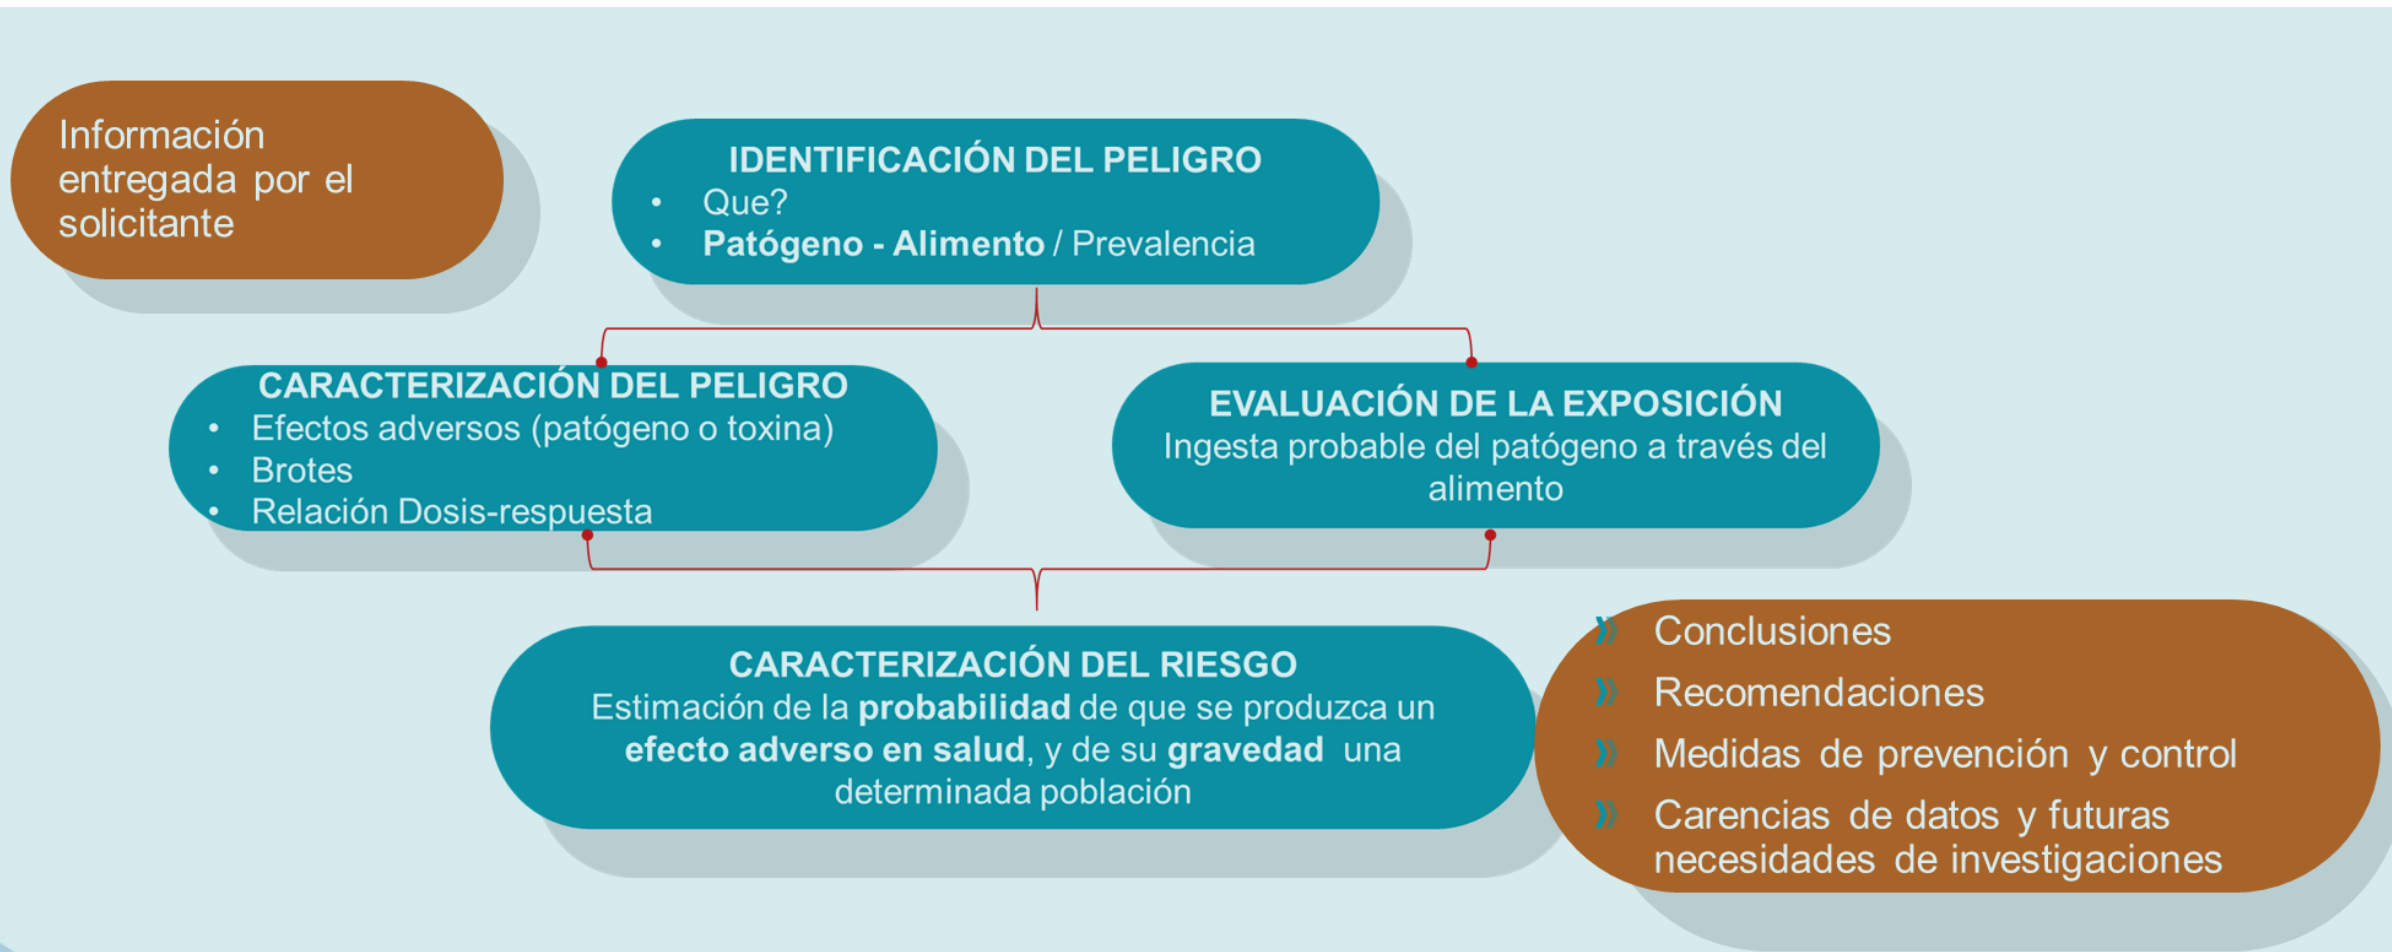 Información
entregada por el
solicitante
IDENTIFICACIÓN DEL PELIGRO
• Que?
• Patógeno - Alimento / Prevalencia
CARACTERIZACIÓN DEL PELIGRO
• Efectos adversos (patógeno o toxina)
• Brotes
• Relación Dosis-respuesta
EVALUACIÓN DE LA EXPOSICIÓN
Ingesta probable del patógeno a través del
alimento
CARACTERIZACIÓN DEL RIESGO
Estimación de la probabilidad de que se produzca un
efecto adverso en salud, y de su gravedad una
determinada población
Conclusiones
Recomendaciones
Medidas de prevención y control
Carencias de datos y futuras
necesidades de investigaciones